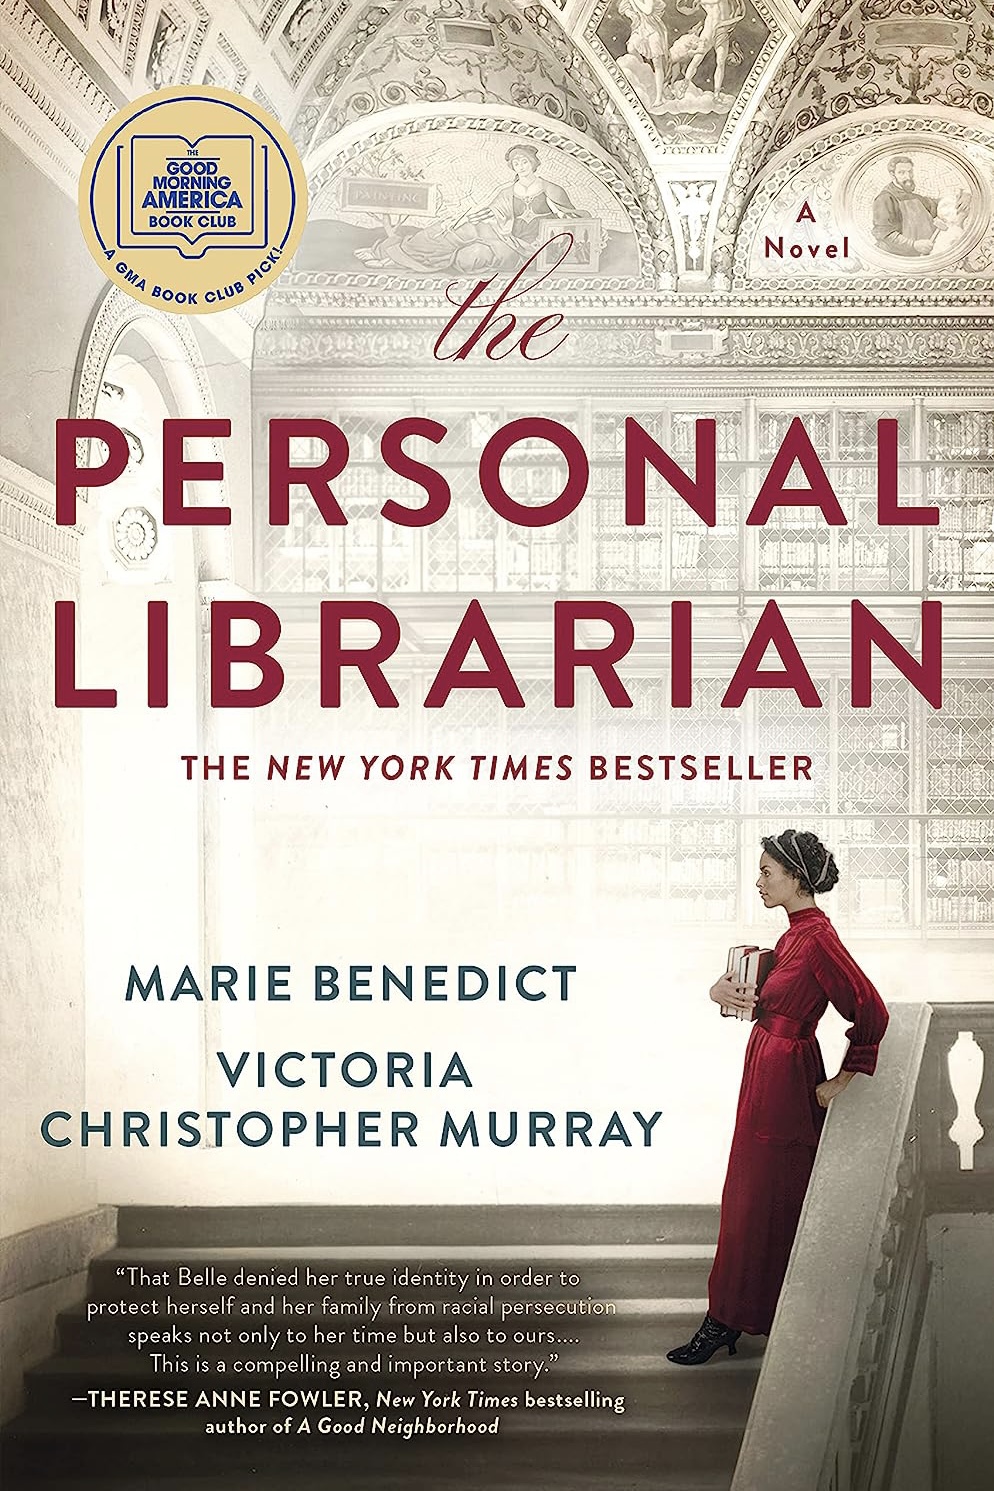 THE
GOOD
MORNING
AMERICA
BOOK CLUB
A GMA BOOK CLUB PICK!
PAINTING
A
Novel
the
PERSONAL
LIBRARIAN
THE NEW YORK TIMES BESTSELLER
MARIE BENEDICT
VICTORIA
CHRISTOPHER MURRAY
“That Belle denied her true identity in order to
protect herself and her family from racial persecution
speaks not only to her time but also to ours....
This is a compelling and important story.”
—THERESE ANNE FOWLER, New York Times bestselling
author of A Good Neighborhood